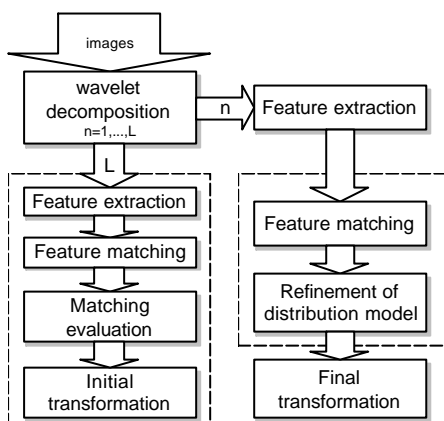 images
wavelet
decomposition
n=1,...,L
n
Feature extraction
L
Feature extraction
Feature matching
Matching
evaluation
Initial
transformation
Feature matching
Refinement of
distribution model
Final
transformation